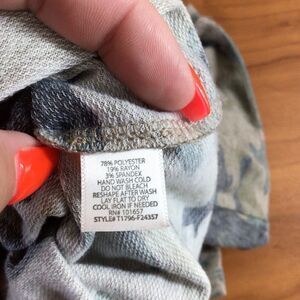 78% POLYESTER
19% RAYON
3% SPANDEX
HAND WASH COLD
DO NOT BLEACH
RESHAPE AFTER WASH
LAY FLAT TO DRY
COOL IRON IF NEEDED
RN# 101657
STYLE# T1796-F24357